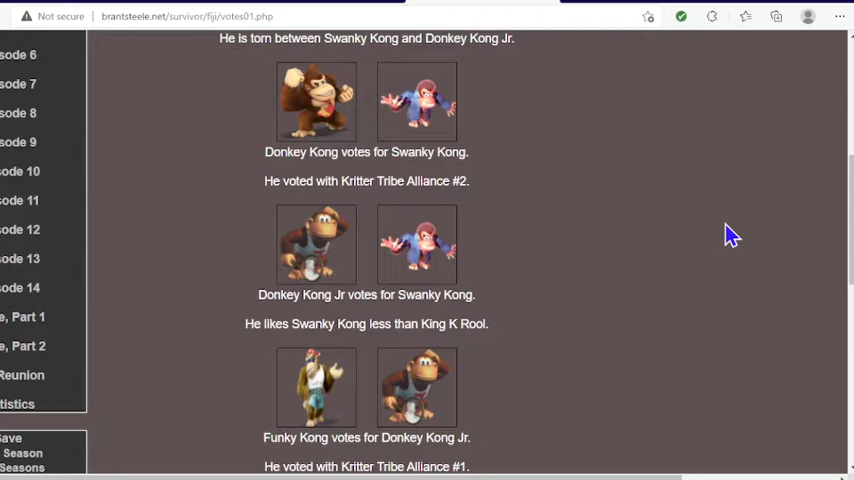 Not secure
brantsteele.net/survivor/fiji/votes01.php
He is torn between Swanky Kong and Donkey Kong Jr.
sode 6
sode 7
sode 8
sode 9
sode 10
sode 11
sode 12
sode 13
sode 14
e, Part 1
e, Part 2
Reunion
tistics
ave
Season
Seasons
Donkey Kong votes for Swanky Kong.
He voted with Kritter Tribe Alliance #2.
Donkey Kong Jr votes for Swanky Kong.
He likes Swanky Kong less than King K Rool.
Funky Kong votes for Donkey Kong Jr.
He voted with Kritter Tribe Alliance #1.